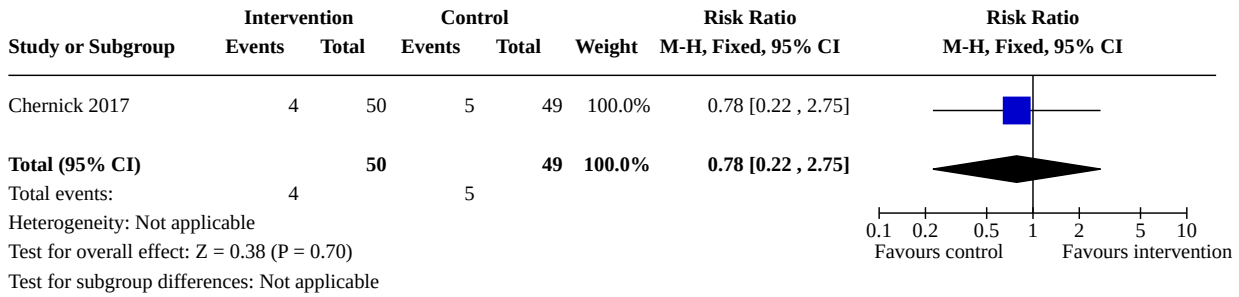 Intervention Control Risk Ratio Risk Ratio
Study or Subgroup Events Total Events Total Weight M-H, Fixed, 95% CI M-H, Fixed, 95% CI
Chernick 2017 4 50 5 49 100.0% 0.78 [0.22 , 2.75]
Total (95% CI) 50 49 100.0% 0.78 [0.22 , 2.75]
Total events: 4 5
Heterogeneity: Not applicable
0.1 0.2 0.5 1 2 5 10
Test for overall effect: Z = 0.38 (P = 0.70) Favours control Favours intervention
Test for subgroup differences: Not applicable